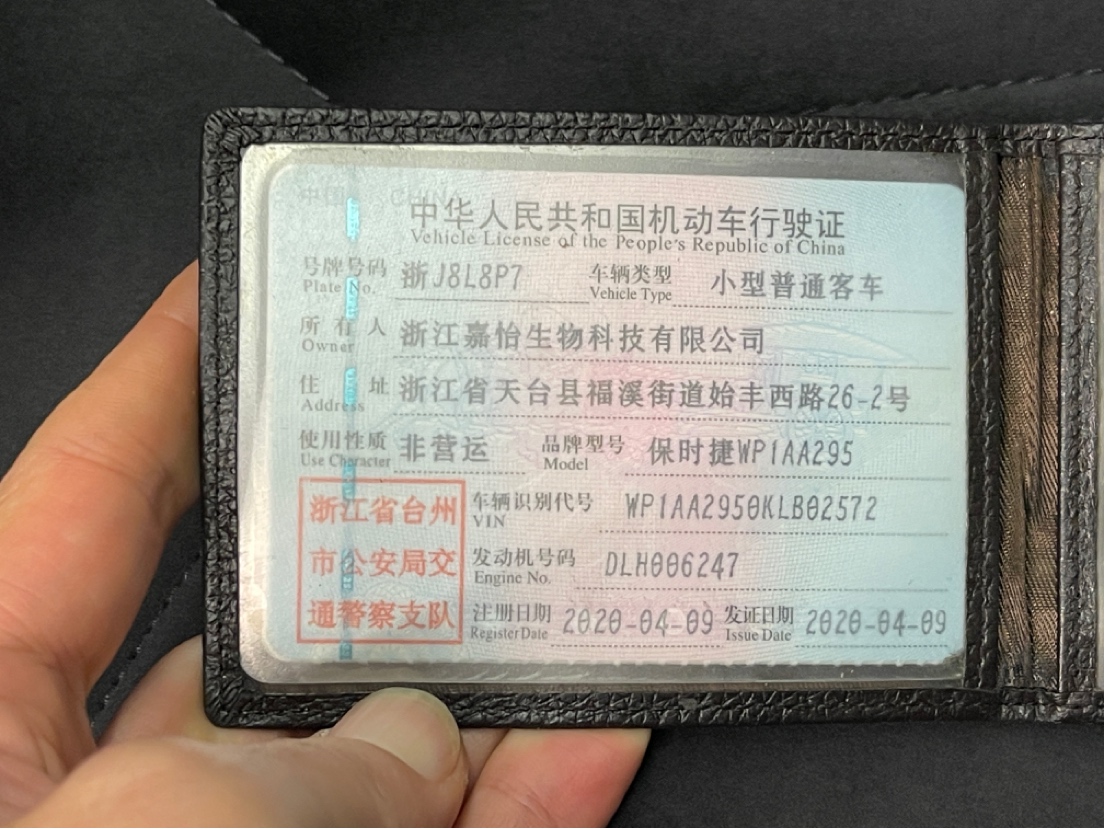 中国 CHINA
中华人民共和国机动车行驶证
Vehicle License of the People's Republic of China
号牌号码 浙J8L8P7 车辆类型 小型普通客车
Plate No. Vehicle Type
所有人 浙江嘉怡生物科技有限公司
Owner
住址 浙江省天台县福溪街道始丰西路26-2号
Address
使用性质 非营运 品牌型号 保时捷WP1AA295
Use Character Model
浙江省台州
市公安局交
通警察支队
车辆识别代号 WP1AA2950KLB02572
VIN
发动机号码 DLH006247
Engine No.
注册日期 2020-04-09 发证日期 2020-04-09
Register Date Issue Date